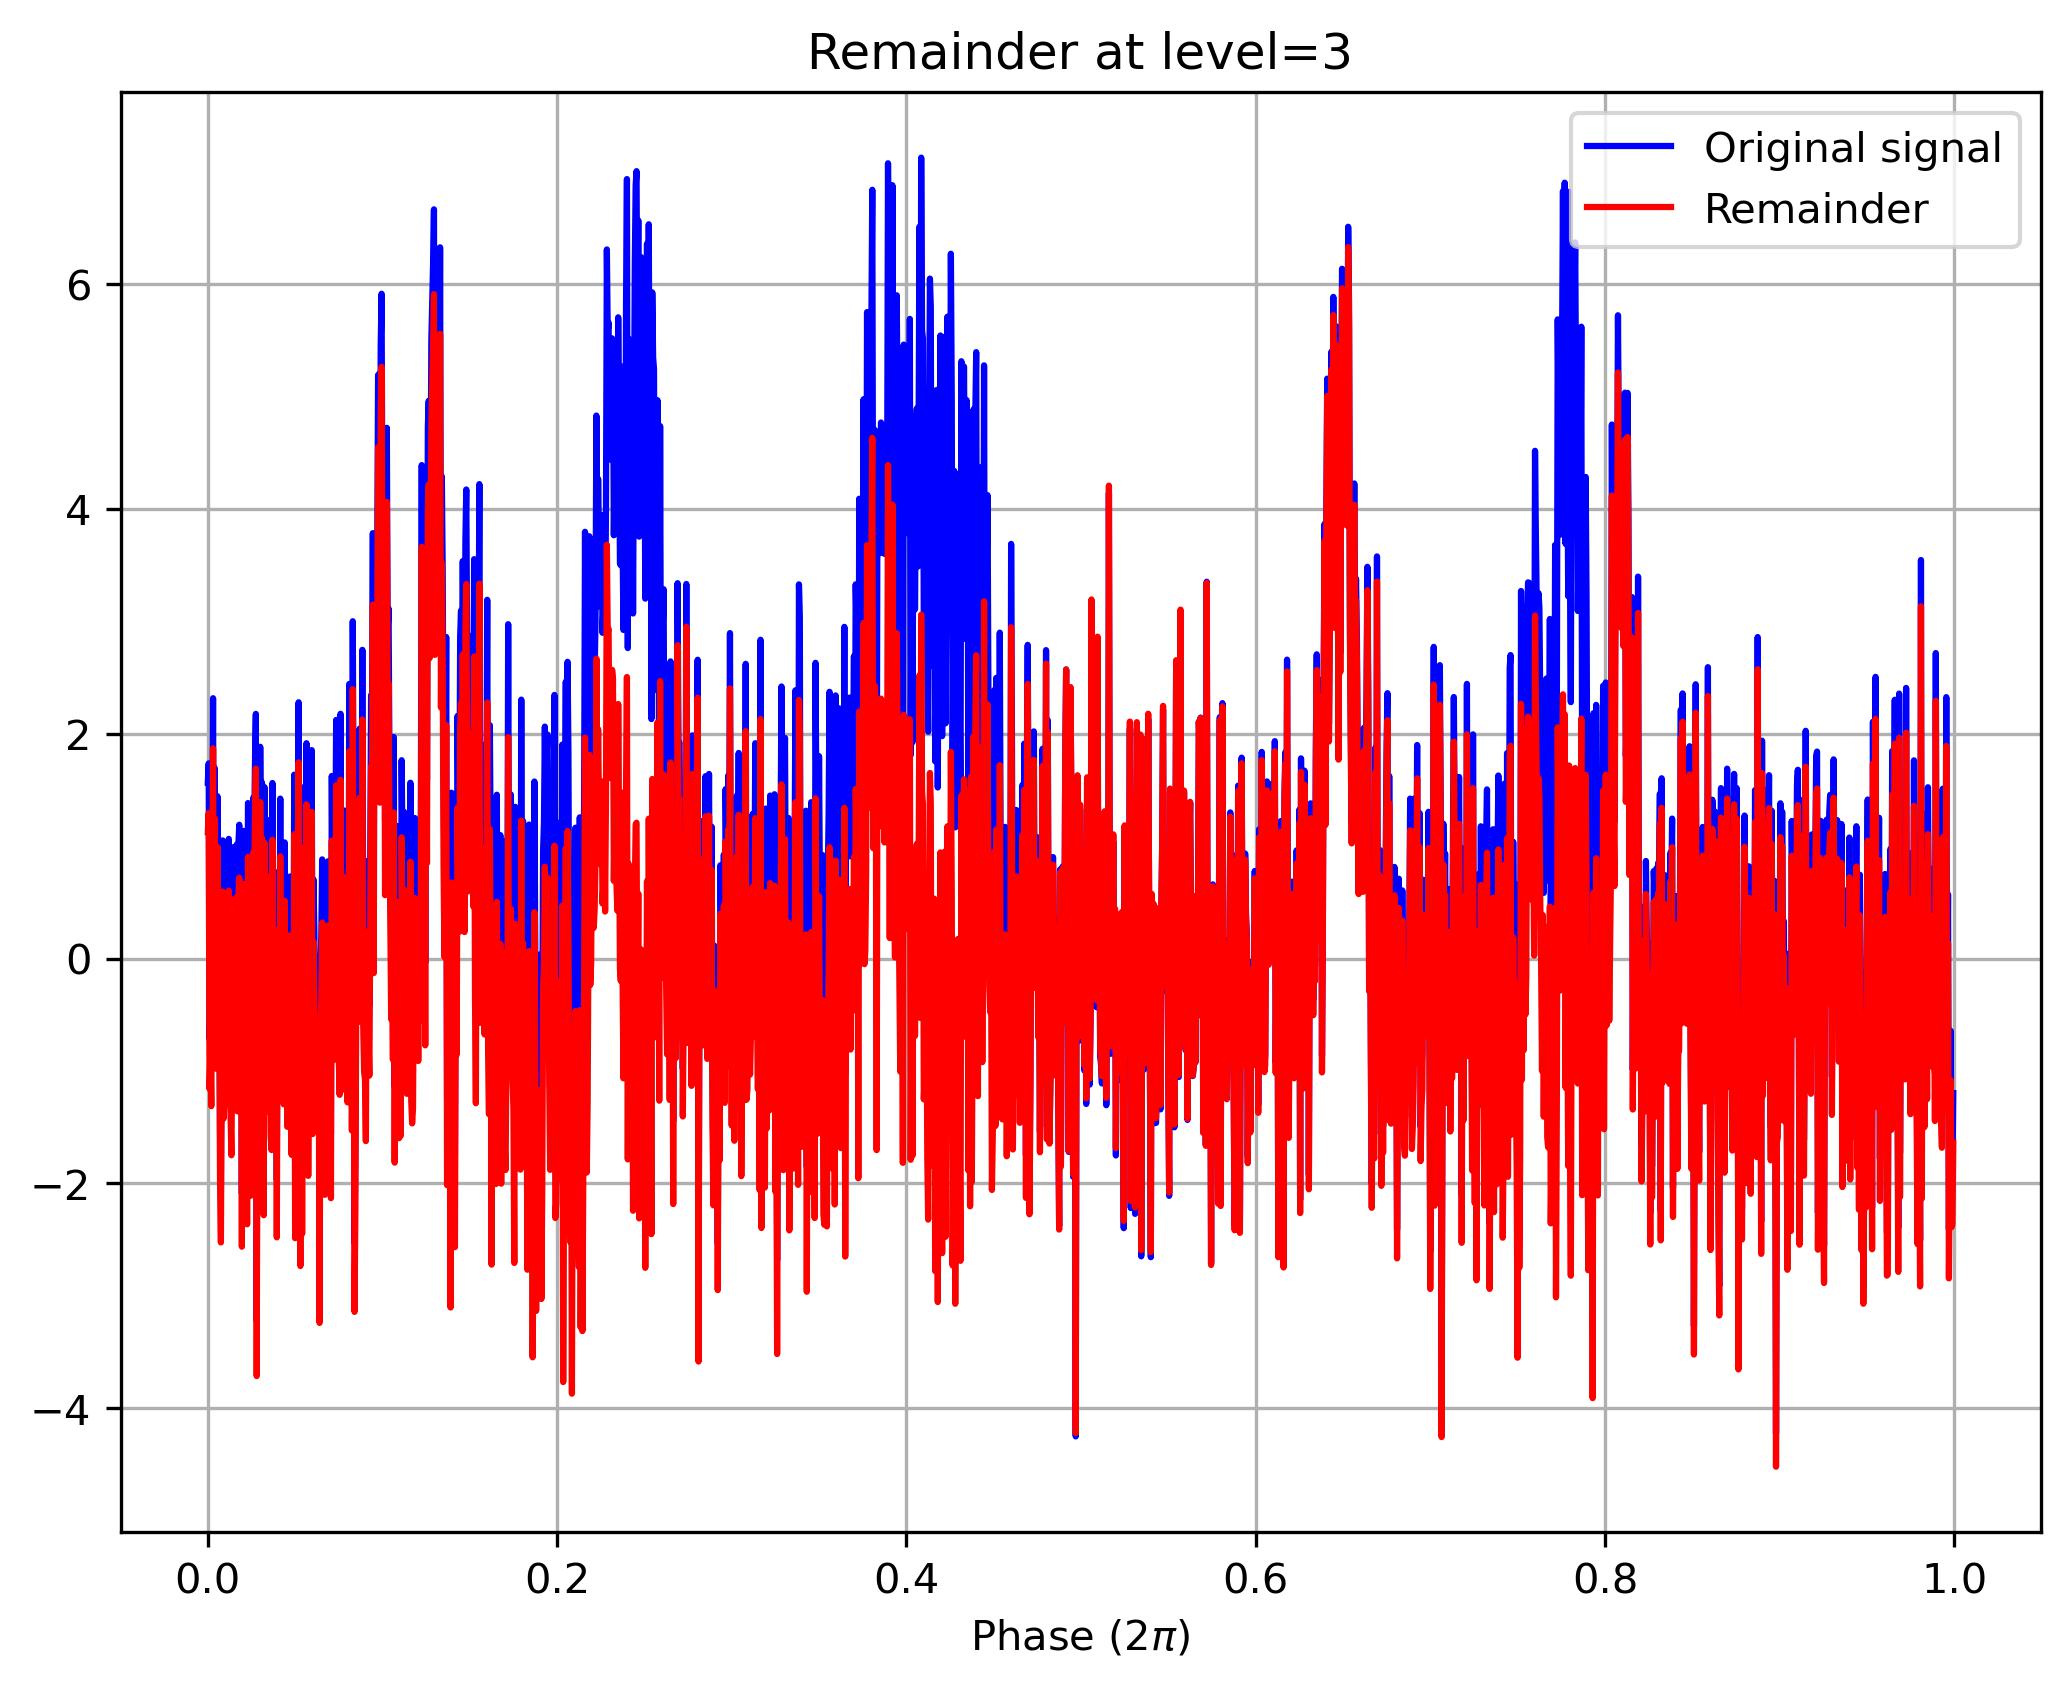 Remainder at level=3
Original signal
Remainder
6
4
2
0
−2
−4
0.0 0.2 0.4 0.6 0.8 1.0
Phase (2π)